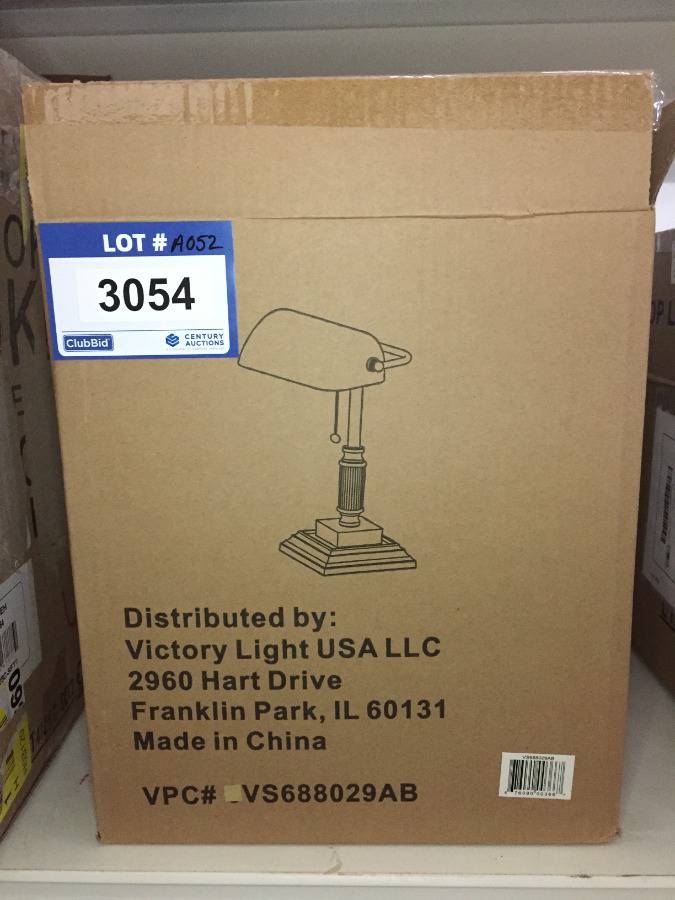 LOT # A052
3054
ClubBid
CENTURY
AUCTIONS
Distributed by:
Victory Light USA LLC
2960 Hart Drive
Franklin Park, IL 60131
Made in China
VPC# VS688029AB
VS688029AB